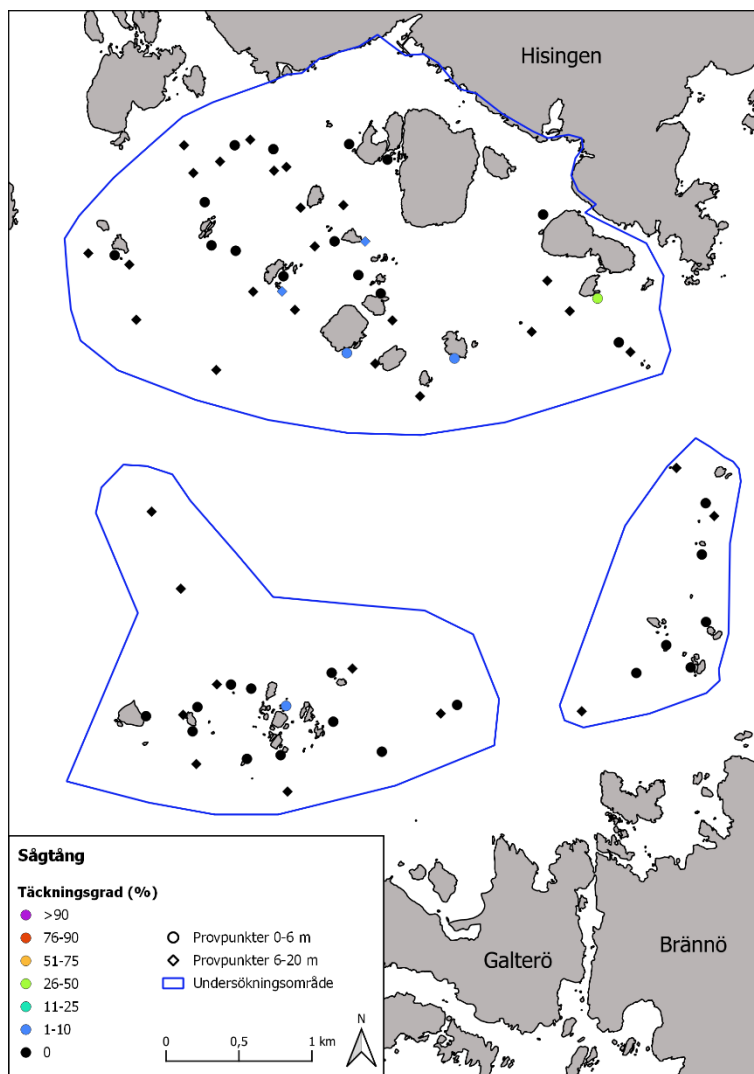 Hisingen
Galterö
Brännö
Sågtång
Täckningsgrad (%)
>90
76-90
51-75
26-50
11-25
1-10
0
Provpunkter 0-6 m
Provpunkter 6-20 m
Undersökningsområde
0 0,5 1 km
N